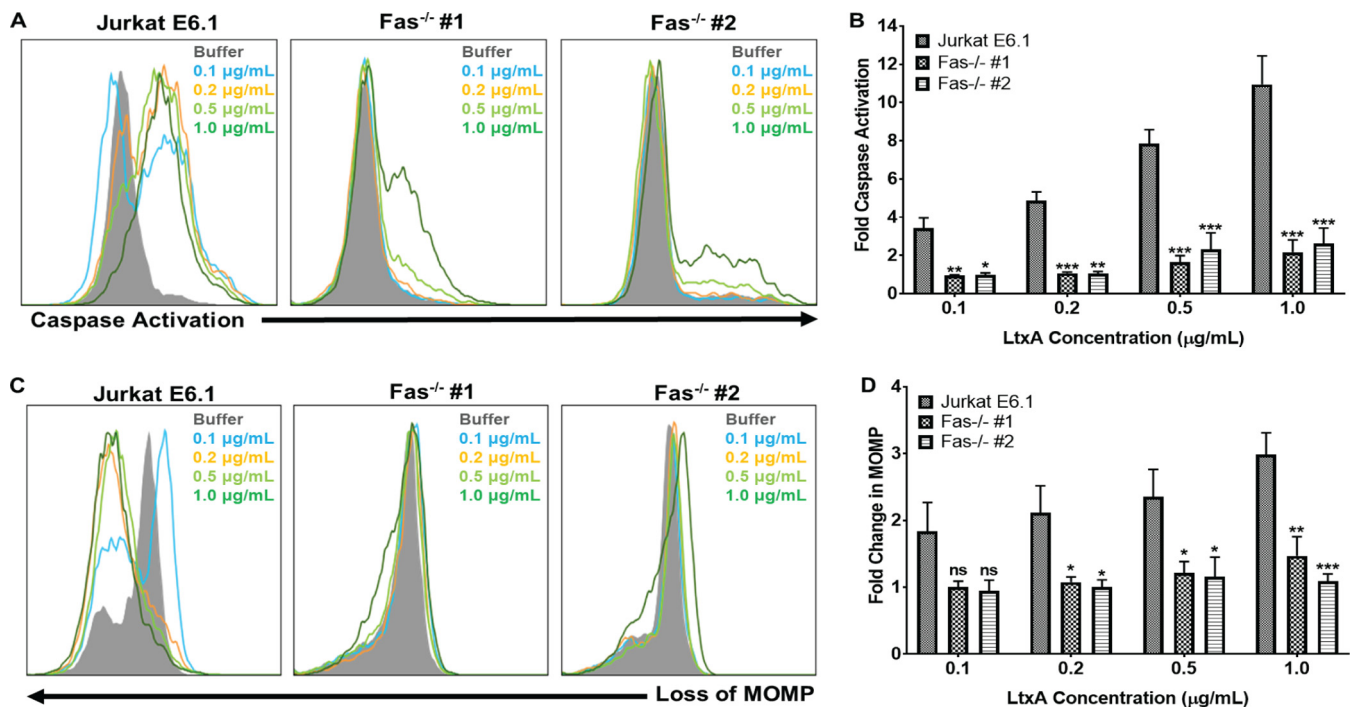 A
Jurkat E6.1
Buffer
0.1 µg/mL
0.2 µg/mL
0.5 µg/mL
1.0 µg/mL
Fas-/- #1
Buffer
0.1 µg/mL
0.2 µg/mL
0.5 µg/mL
1.0 µg/mL
Fas-/- #2
Buffer
0.1 µg/mL
0.2 µg/mL
0.5 µg/mL
1.0 µg/mL
Caspase Activation
B
Fold Caspase Activation
14
12
10
8
6
4
2
0
Jurkat E6.1
Fas-/- #1
Fas-/- #2
** *
*** **
*** ***
*** ***
0.1 0.2 0.5 1.0
LtxA Concentration (µg/mL)
C
Jurkat E6.1
Buffer
0.1 µg/mL
0.2 µg/mL
0.5 µg/mL
1.0 µg/mL
Fas-/- #1
Buffer
0.1 µg/mL
0.2 µg/mL
0.5 µg/mL
1.0 µg/mL
Fas-/- #2
Buffer
0.1 µg/mL
0.2 µg/mL
0.5 µg/mL
1.0 µg/mL
Loss of MOMP
D
Fold Change in MOMP
4
3
2
1
0
Jurkat E6.1
Fas-/- #1
Fas-/- #2
ns ns
* *
* *
** ***
0.1 0.2 0.5 1.0
LtxA Concentration (µg/mL)